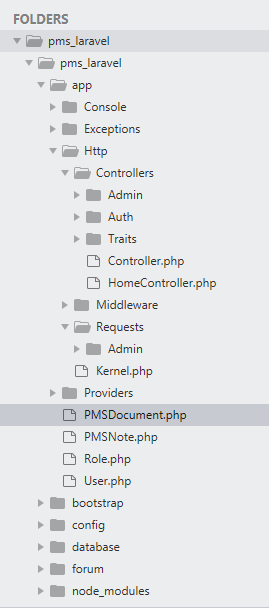 FOLDERS
pms_laravel
pms_laravel
app
Console
Exceptions
Http
Controllers
Admin
Auth
Traits
Controller.php
HomeController.php
Middleware
Requests
Admin
Kernel.php
Providers
PMSDocument.php
PMSNote.php
Role.php
User.php
bootstrap
config
database
forum
node_modules